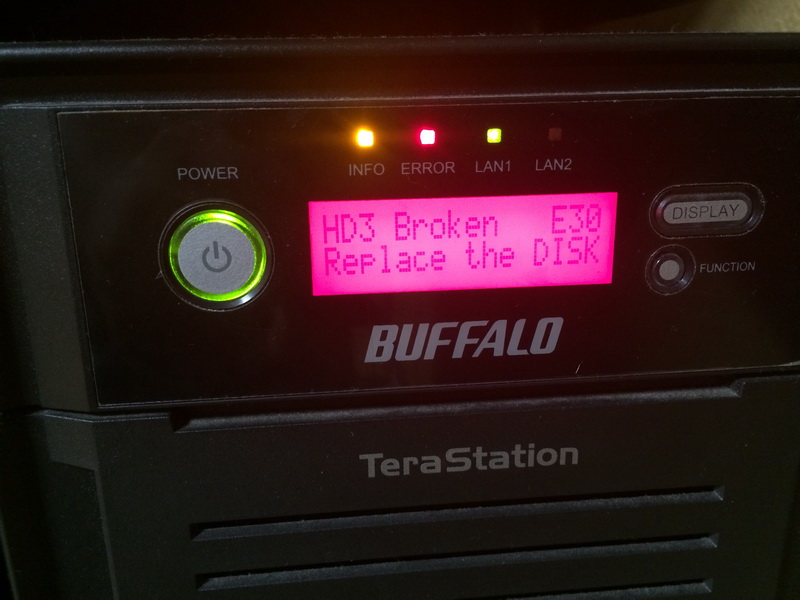 POWER
INFO ERROR LAN1 LAN2
HD3 Broken E30
Replace the DISK
DISPLAY
FUNCTION
BUFFALO
TeraStation